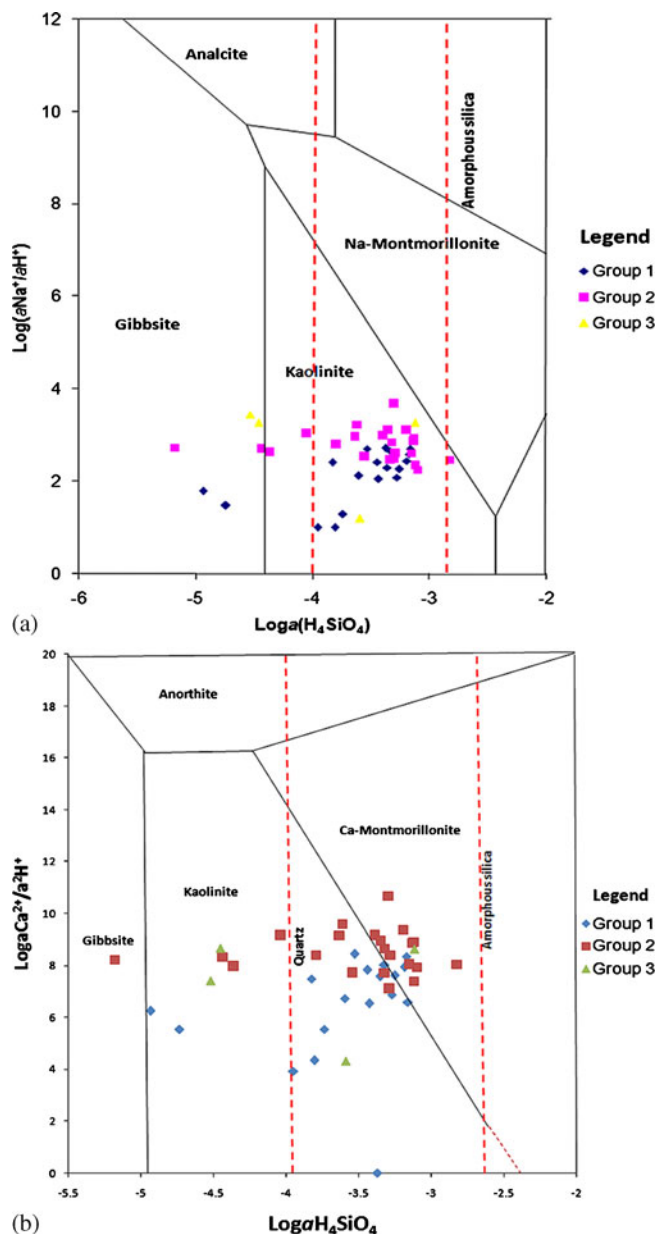 12
10
8
6
4
2
0
Log(aNa⁺/aH⁺)
Analcite
Amorphous silica
Na-Montmorillonite
Gibbsite
Kaolinite
Legend
Group 1
Group 2
Group 3
-6
-5
-4
-3
-2
(a)
Loga(H₄SiO₄)
20
18
16
14
12
10
8
6
4
2
0
LogaCa²⁺/a²H⁺
Anorthite
Ca-Montmorillonite
Kaolinite
Gibbsite
Quartz
Amorphous silica
Legend
Group 1
Group 2
Group 3
-5.5
-5
-4.5
-4
-3.5
-3
-2.5
-2
(b)
LogaH₄SiO₄